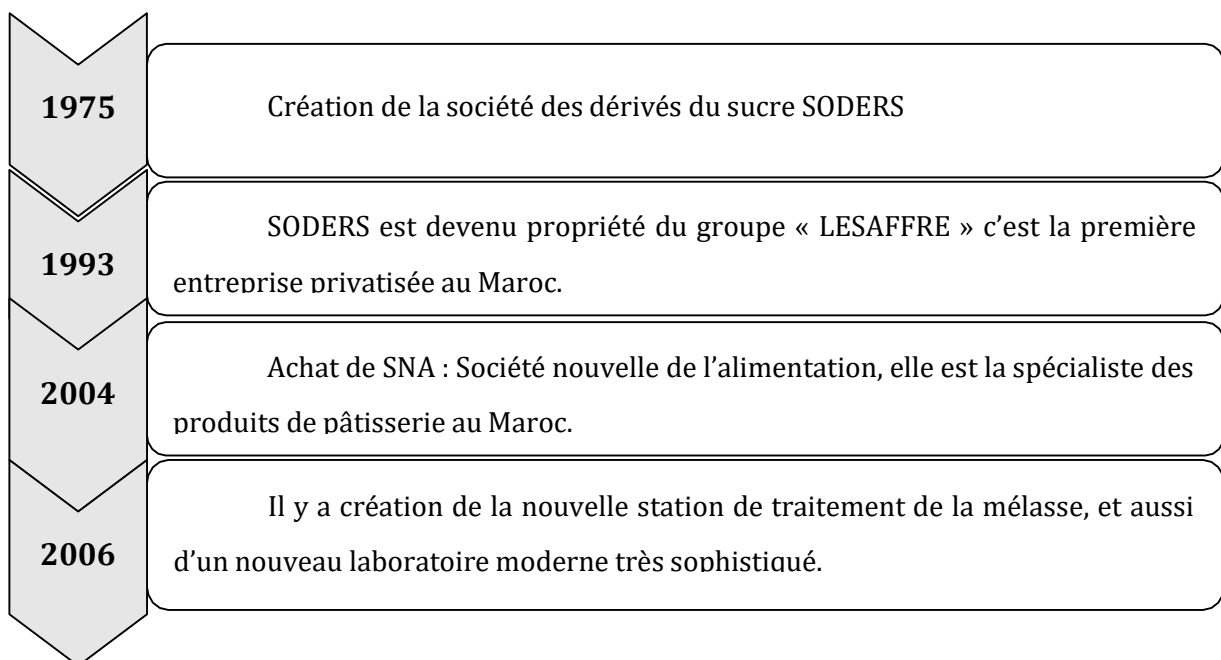 1975
Création de la société des dérivés du sucre SODERS
1993
SODERS est devenu propriété du groupe « LESAFFRE » c’est la première
entreprise privatisée au Maroc.
2004
Achat de SNA : Société nouvelle de l’alimentation, elle est la spécialiste des
produits de pâtisserie au Maroc.
2006
Il y a création de la nouvelle station de traitement de la mélasse, et aussi
d’un nouveau laboratoire moderne très sophistiqué.